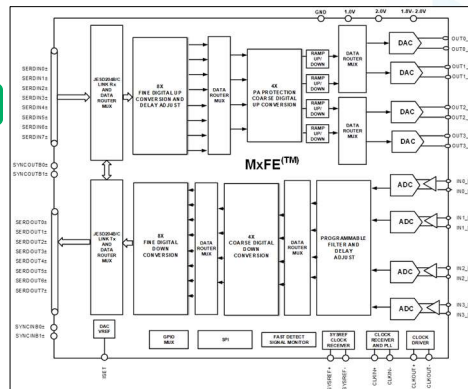 GND
1.0V
2.0V
1.8V- 2.0V
SERDIN0±
SERDIN1±
SERDIN2±
SERDIN3±
SERDIN4±
SERDIN5±
SERDIN6±
SERDIN7±
SYNCOUTB0±
SYNCOUTB1±
JESD204B/C
LINK Rx
AND
DATA
ROUTER
MUX
8X
FINE DIGITAL UP
CONVERSION AND
DELAY ADJUST
DATA
ROUTER
MUX
4X
PA PROTECTION
COARSE DIGITAL
UP CONVERSION
RAMP
UP/
DOWN
RAMP
UP/
DOWN
RAMP
UP/
DOWN
RAMP
UP/
DOWN
DATA
ROUTER
MUX
DATA
ROUTER
MUX
DAC
DAC
DAC
DAC
OUT0_
OUT0_
OUT1_
OUT1_
OUT2_
OUT2_
OUT3_
OUT3_
MxFE(TM)
SERDOUT0±
SERDOUT1±
SERDOUT2±
SERDOUT3±
SERDOUT4±
SERDOUT5±
SERDOUT6±
SERDOUT7±
SYNCINB0±
SYNCINB1±
JESD204B/C
LINK Tx
AND
DATA
ROUTER
MUX
8X
FINE DIGITAL
DOWN
CONVERSION
DATA
ROUTER
MUX
4X
COARSE DIGITAL
DOWN
CONVERSION
DATA
ROUTER
MUX
PROGRAMMABLE
FILTER AND
DELAY
ADJUST
ADC
ADC
ADC
ADC
IN0_
IN0_
IN1_
IN1_
IN2_
IN2_
IN3_
IN3_
DAC
VREF
GPIO
MUX
SPI
FAST DETECT
SIGNAL MONITOR
SYSREF
CLOCK
RECEIVER
CLOCK
RECEIVER
AND PLL
CLOCK
DRIVER
ISET
SYSREF+
SYSREF-
CLKIN+
CLKIN-
CLKOUT+
CLKOUT-